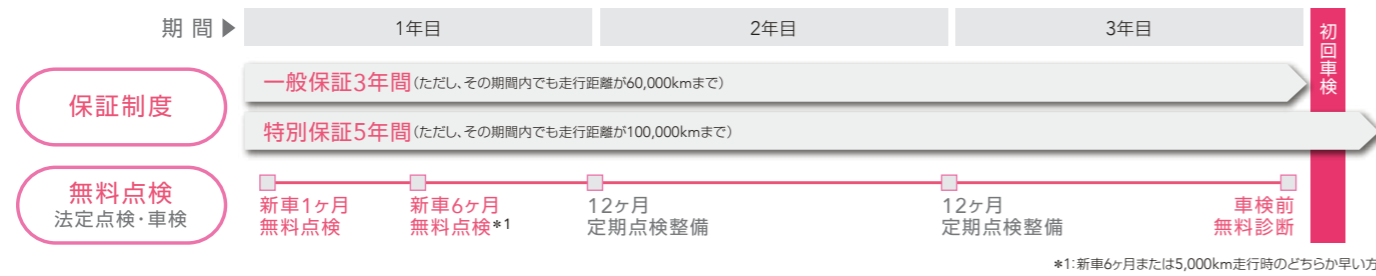 期間▶
1年目
2年目
3年目
初回車検
保証制度
一般保証3年間(ただし、その期間内でも走行距離が60,000kmまで)
特別保証5年間(ただし、その期間内でも走行距離が100,000kmまで)
無料点検
法定点検・車検
新車1ヶ月
無料点検
新車6ヶ月
無料点検*1
12ヶ月
定期点検整備
12ヶ月
定期点検整備
車検前
無料診断
*1:新車6ヶ月または5,000km走行時のどちらか早い方